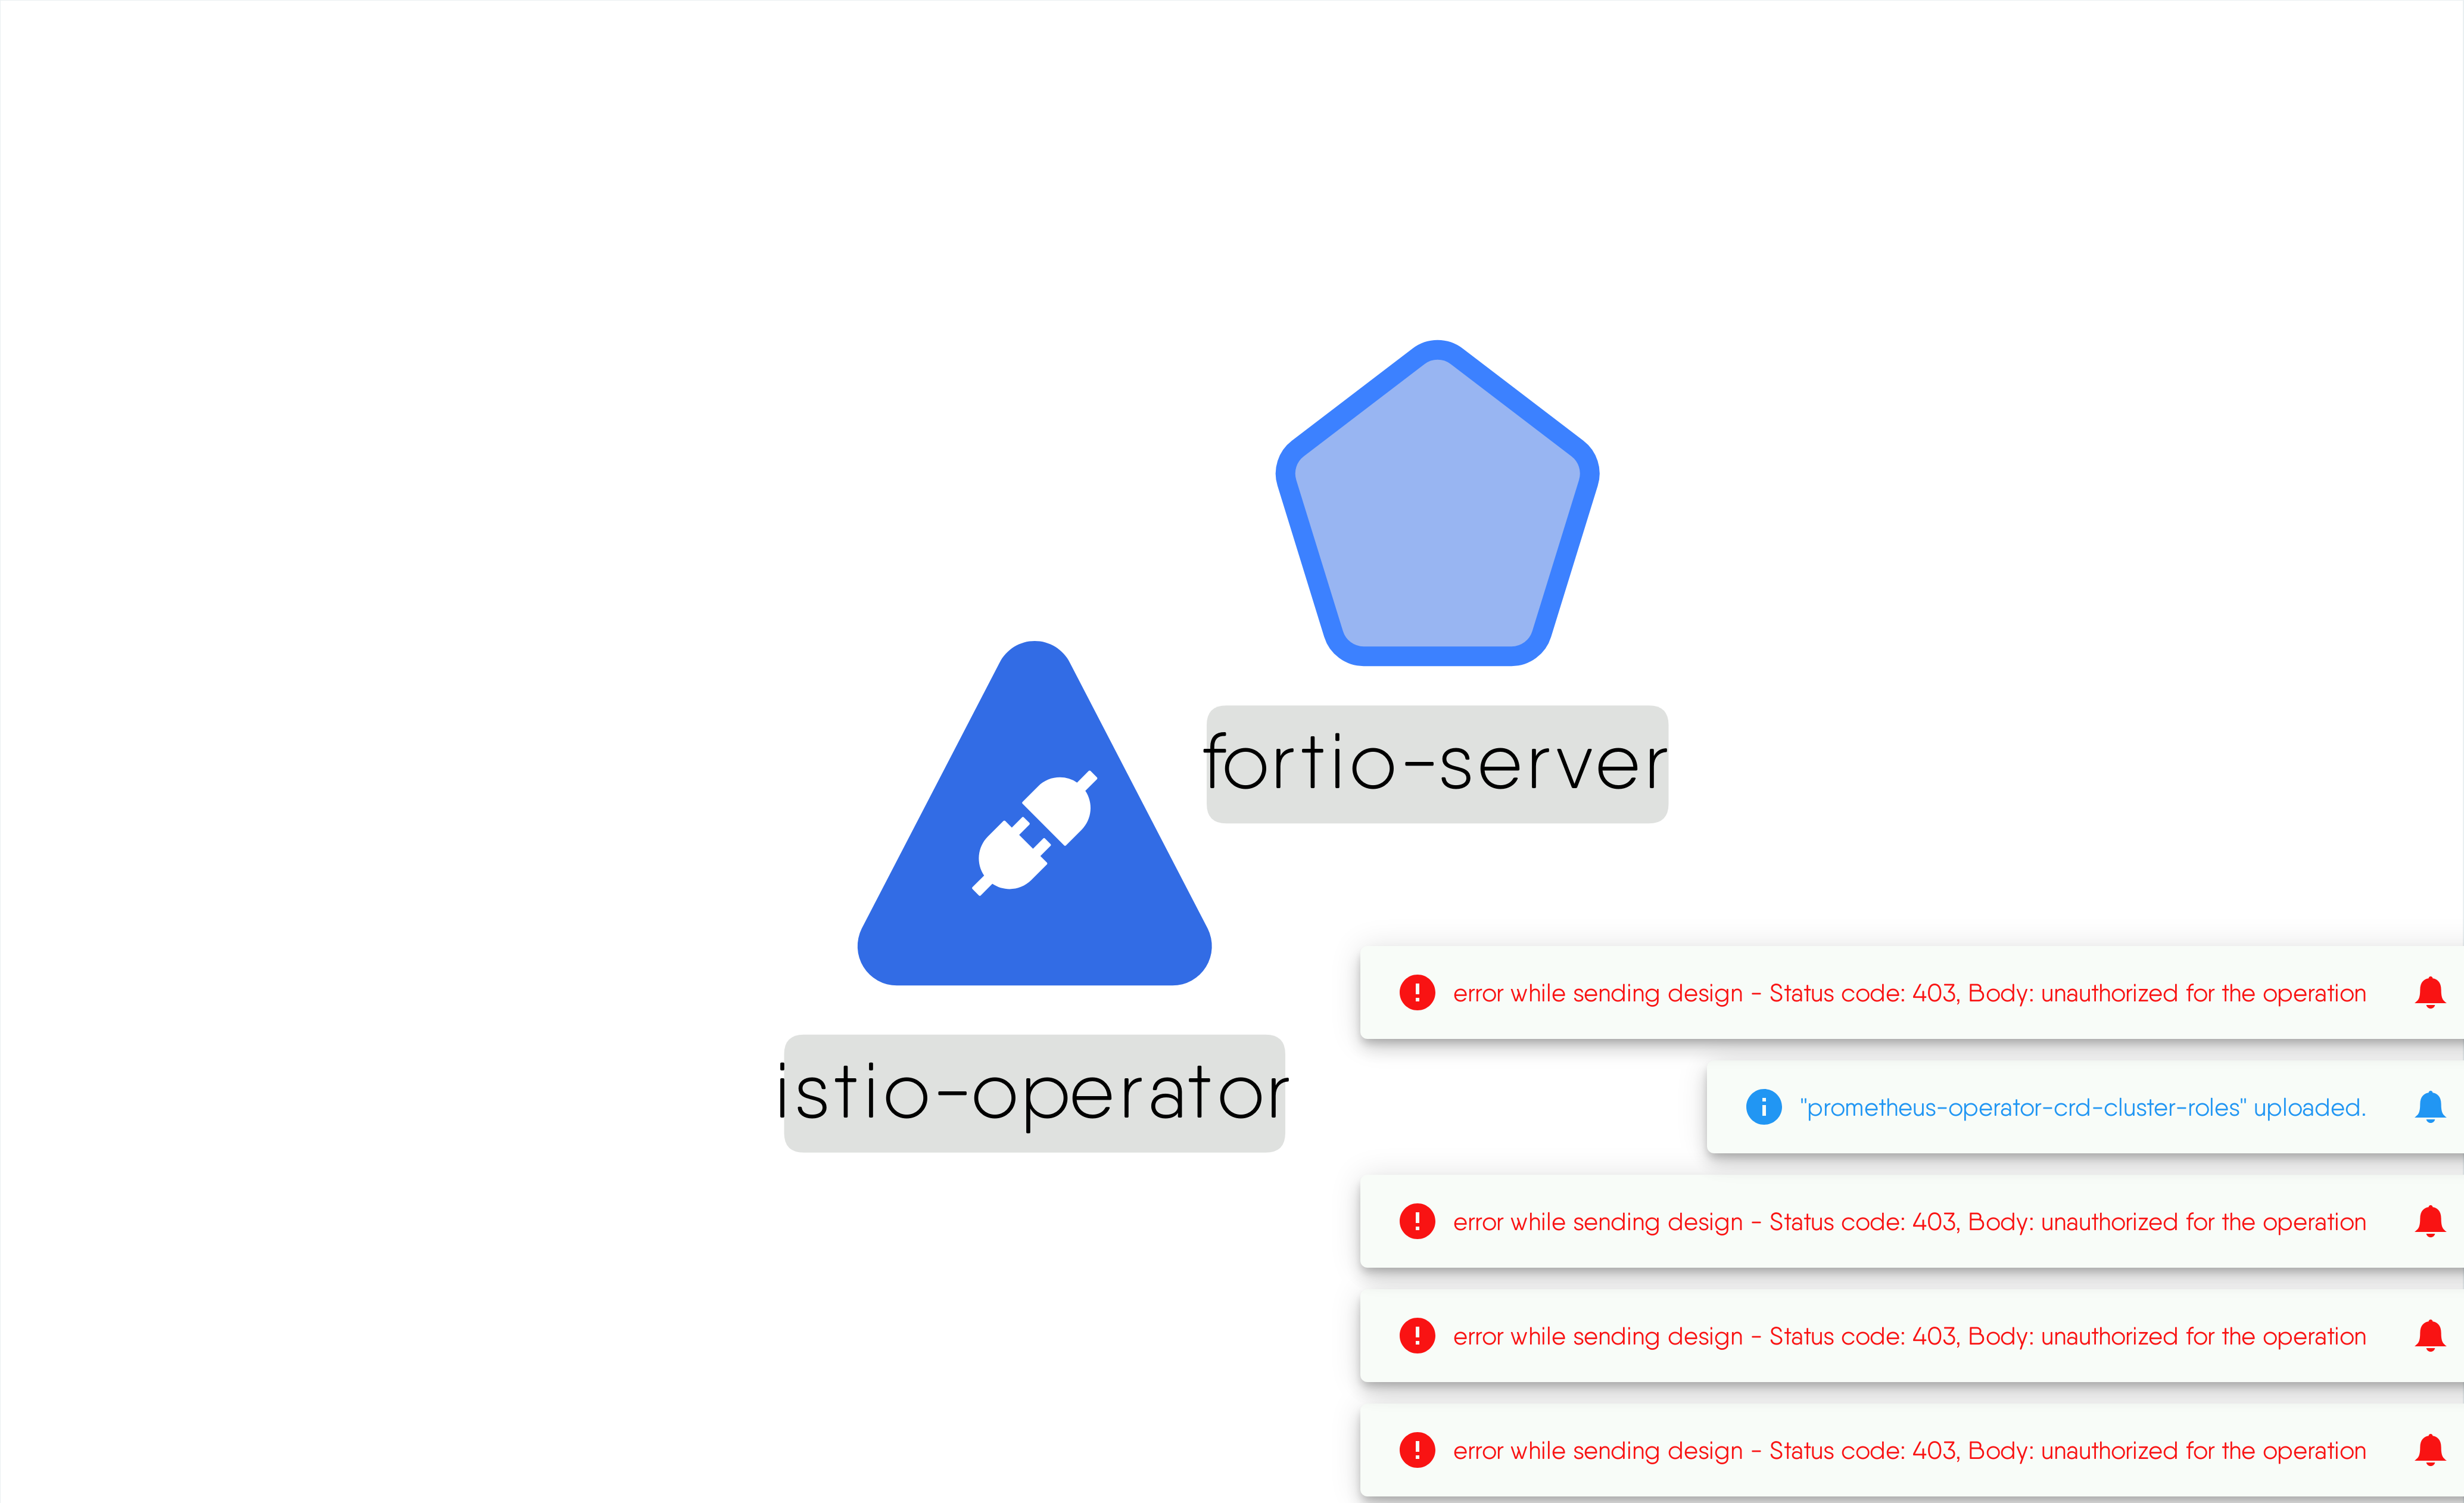 fortio-server
istio-operator
error while sending design - Status code: 403, Body: unauthorized for the operation
"prometheus-operator-crd-cluster-roles" uploaded.
error while sending design - Status code: 403, Body: unauthorized for the operation
error while sending design - Status code: 403, Body: unauthorized for the operation
error while sending design - Status code: 403, Body: unauthorized for the operation